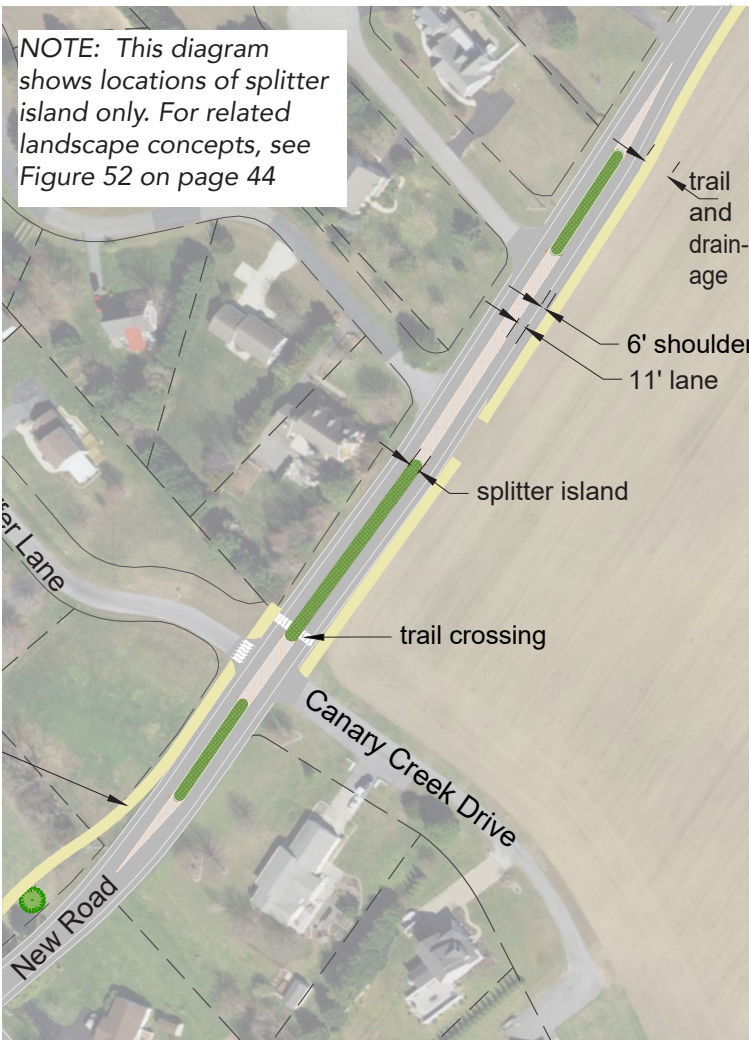 NOTE:  This diagram
shows locations of splitter
island only. For related
landscape concepts, see
Figure 52 on page 44
trail
and
drain-
age
6' shoulder
11' lane
splitter island
trail crossing
Lane
Canary Creek Drive
New Road